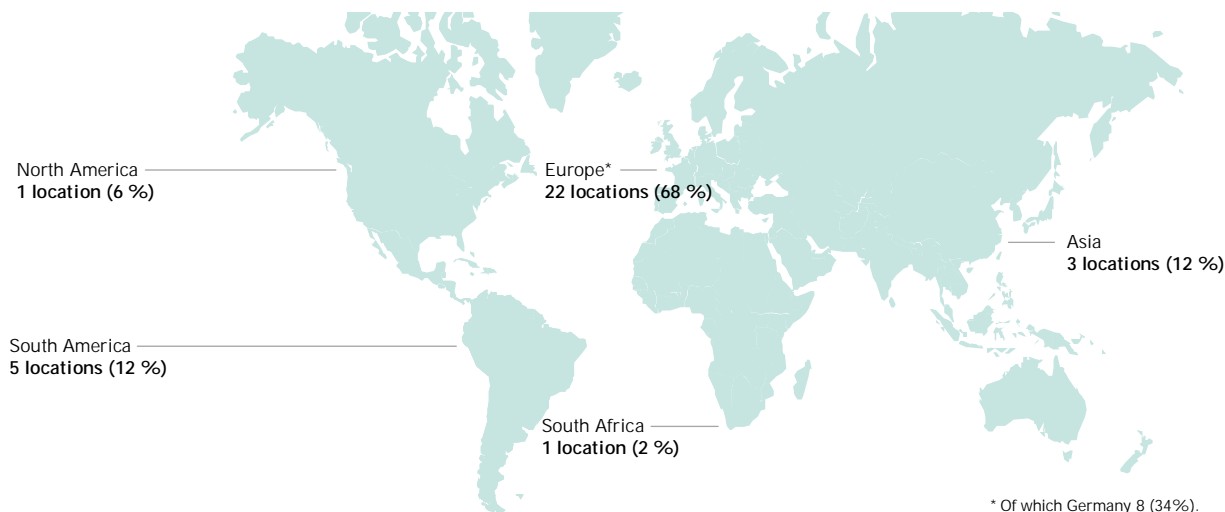 North America
1 location (6 %)
Europe*
22 locations (68 %)
Asia
3 locations (12 %)
South America
5 locations (12 %)
South Africa
1 location (2 %)
* Of which Germany 8 (34%).